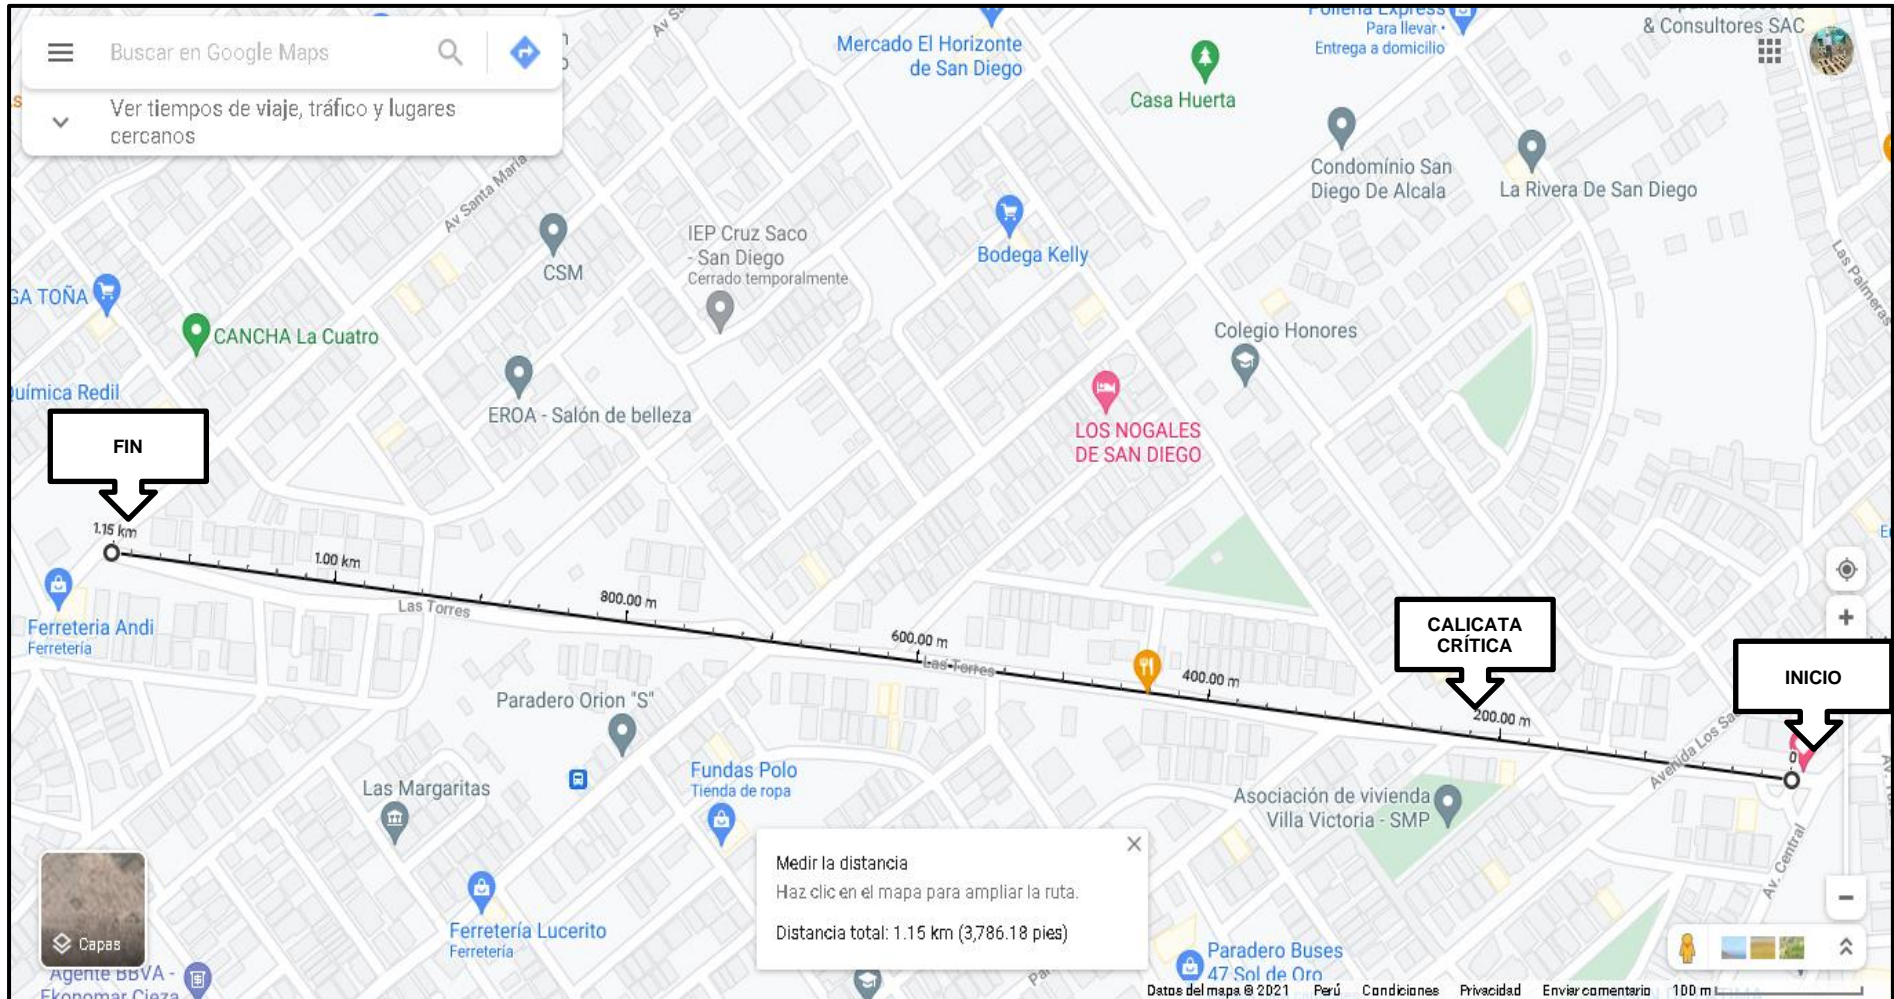 Buscar en Google Maps
Ver tiempos de viaje, tráfico y lugares
cercanos
Mercado El Horizonte
de San Diego
Pollería Express
Para llevar •
Entrega a domicilio
& Consultores SAC
Casa Huerta
Condominio San
Diego De Alcala
La Rivera De San Diego
Av Santa María
CSM
IEP Cruz Saco
- San Diego
Cerrado temporalmente
Bodega Kelly
Las Palmeras
GA TOÑA
CANCHA La Cuatro
Colegio Honores
uímica Redil
EROA - Salón de belleza
LOS NOGALES
DE SAN DIEGO
FIN
1.15 km
1.00 km
800.00 m
600.00 m
400.00 m
200.00 m
0
Las Torres
Las Torres
CALICATA
CRÍTICA
INICIO
Ferreteria Andi
Ferretería
Paradero Orion "S"
Avenida Los Sa
Fundas Polo
Tienda de ropa
Las Margaritas
Asociación de vivienda
Villa Victoria - SMP
Av. Central
Medir la distancia
Haz clic en el mapa para ampliar la ruta.
Distancia total: 1.15 km (3,786.18 pies)
Ferretería Lucerito
Ferretería
Capas
Agente BBVA -
Ekonomar Cieza
Paradero Buses
47 Sol de Oro
Datos del mapa © 2021 Perú Condiciones Privacidad Enviar comentario 100 m